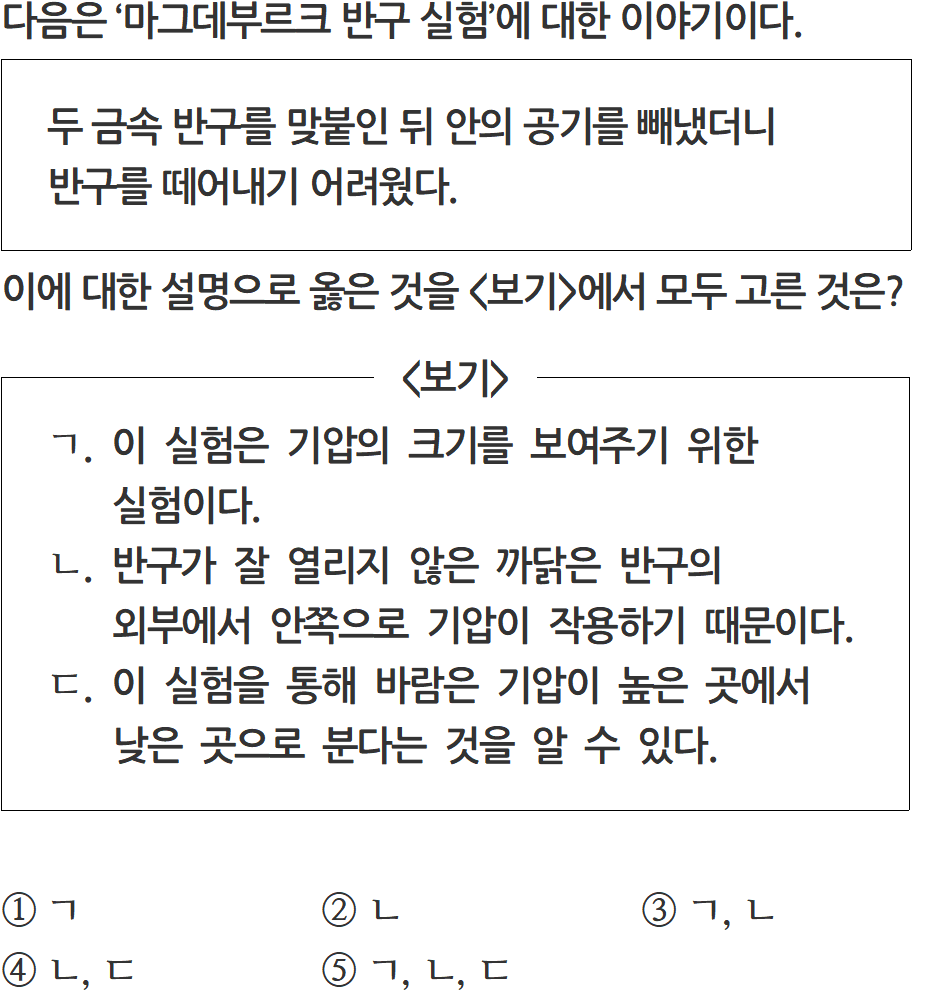 다음은 ‘마그데부르크 반구 실험’에 대한 이야기이다.
두 금속 반구를 맞붙인 뒤 안의 공기를 빼냈더니
반구를 떼어내기 어려웠다.
이에 대한 설명으로 옳은 것을 <보기>에서 모두 고른 것은?
<보기>
ㄱ. 이 실험은 기압의 크기를 보여주기 위한
실험이다.
ㄴ. 반구가 잘 열리지 않은 까닭은 반구의
외부에서 안쪽으로 기압이 작용하기 때문이다.
ㄷ. 이 실험을 통해 바람은 기압이 높은 곳에서
낮은 곳으로 분다는 것을 알 수 있다.
① ㄱ ② ㄴ ③ ㄱ, ㄴ
④ ㄴ, ㄷ ⑤ ㄱ, ㄴ, ㄷ